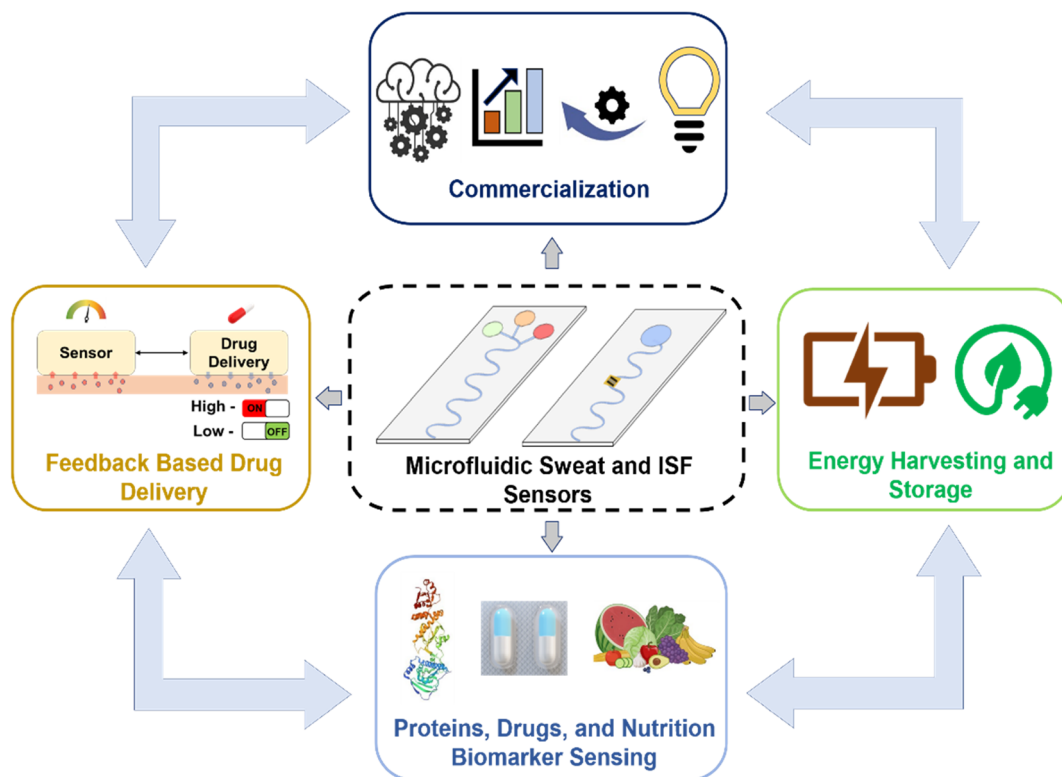 Commercialization
Sensor
Drug
Delivery
High - ON
Low - OFF
Feedback Based Drug
Delivery
Microfluidic Sweat and ISF
Sensors
Energy Harvesting and
Storage
Proteins, Drugs, and Nutrition
Biomarker Sensing